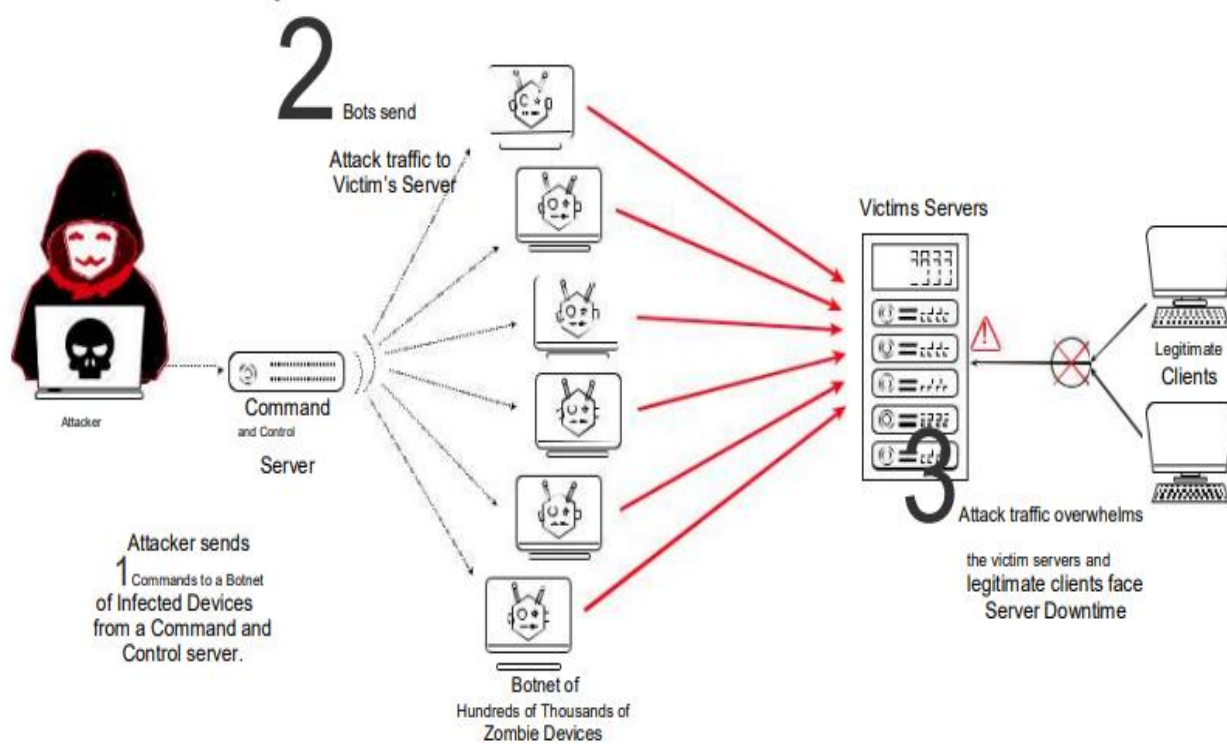 2
Bots send
Attack traffic to
Victim's Server
Victims Servers
Legitimate
Clients
Attacker
Command
and Control
Server
Attacker sends
1 Commands to a Botnet
of Infected Devices
from a Command and
Control server.
3
Attack traffic overwhelms
the victim servers and
legitimate clients face
Server Downtime
Botnet of
Hundreds of Thousands of
Zombie Devices